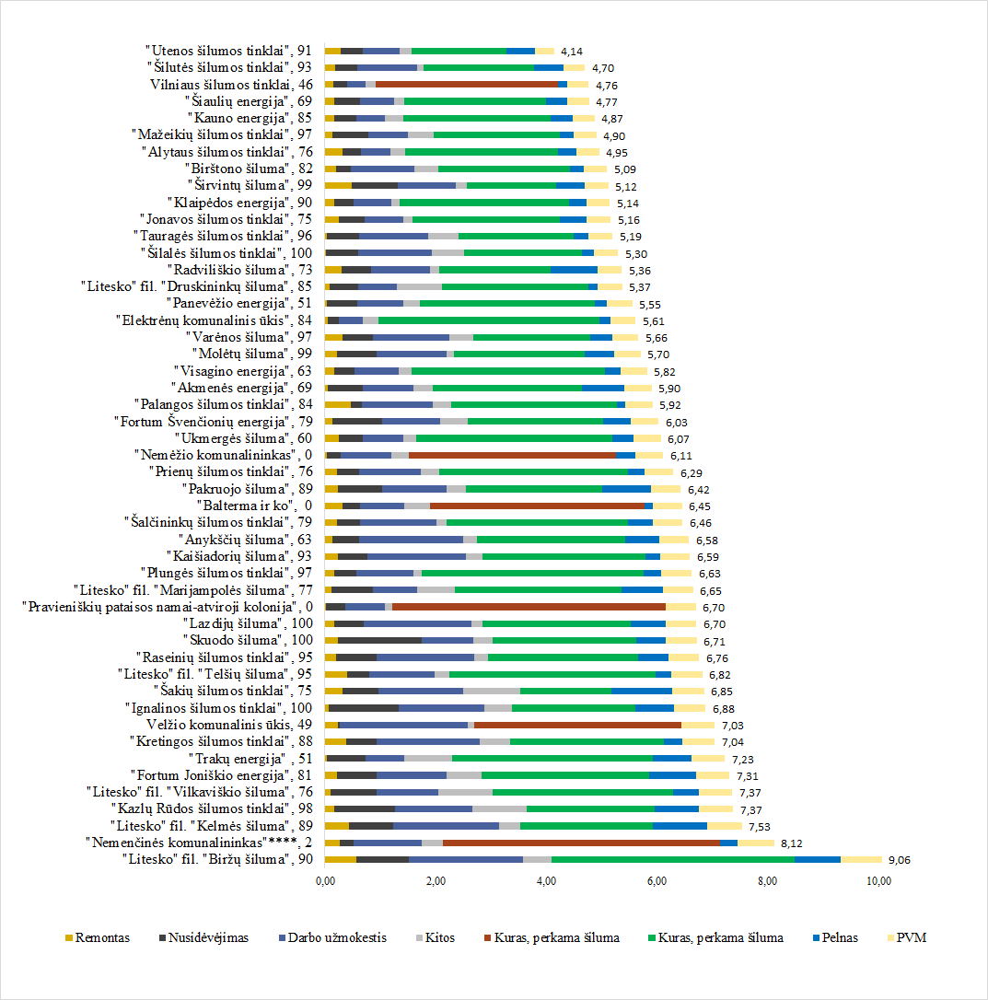 "Utenos šilumos tinklai", 91 4,14
"Šilutės šilumos tinklai", 93 4,70
Vilniaus šilumos tinklai, 46 4,76
"Šiaulių energija", 69 4,77
"Kauno energija", 85 4,87
"Mažeikių šilumos tinklai", 97 4,90
"Alytaus šilumos tinklai", 76 4,95
"Birštono šiluma", 82 5,09
"Širvintų šiluma", 99 5,12
"Klaipėdos energija", 90 5,14
"Jonavos šilumos tinklai", 75 5,16
"Tauragės šilumos tinklai", 96 5,19
"Šilalės šilumos tinklai", 100 5,30
"Radviliškio šiluma", 73 5,36
"Litesko" fil. "Druskininkų šiluma", 85 5,37
"Panevėžio energija", 51 5,55
"Elektrėnų komunalinis ūkis", 84 5,61
"Varėnos šiluma", 97 5,66
"Molėtų šiluma", 99 5,70
"Visagino energija", 63 5,82
"Akmenės energija", 69 5,90
"Palangos šilumos tinklai", 84 5,92
"Fortum Švenčionių energija", 79 6,03
"Ukmergės šiluma", 60 6,07
"Nemėžio komunalininkas", 0 6,11
"Prienų šilumos tinklai", 76 6,29
"Pakruojo šiluma", 89 6,42
"Balterma ir ko", 0 6,45
"Šalčininkų šilumos tinklai", 79 6,46
"Anykščių šiluma", 63 6,58
"Kaišiadorių šiluma", 93 6,59
"Plungės šilumos tinklai", 97 6,63
"Litesko" fil. "Marijampolės šiluma", 77 6,65
"Pravieniškių pataisos namai-atviroji kolonija", 0 6,70
"Lazdijų šiluma", 100 6,70
"Skuodo šiluma", 100 6,71
"Raseinių šilumos tinklai", 95 6,76
"Litesko" fil. "Telšių šiluma", 95 6,82
"Šakių šilumos tinklai", 75 6,85
"Ignalinos šilumos tinklai", 100 6,88
Velžio komunalinis ūkis, 49 7,03
"Kretingos šilumos tinklai", 88 7,04
"Trakų energija" , 51 7,23
"Fortum Joniškio energija", 81 7,31
"Litesko" fil. "Vilkaviškio šiluma", 76 7,37
"Kazlų Rūdos šilumos tinklai", 98 7,37
"Litesko" fil. "Kelmės šiluma", 89 7,53
"Nemenčinės komunalininkas"****, 2 8,12
"Litesko" fil. "Biržų šiluma", 90 9,06
0,00 2,00 4,00 6,00 8,00 10,00
Remontas Nusidėvėjimas Darbo užmokestis Kitos Kuras, perkama šiluma Kuras, perkama šiluma Pelnas PVM